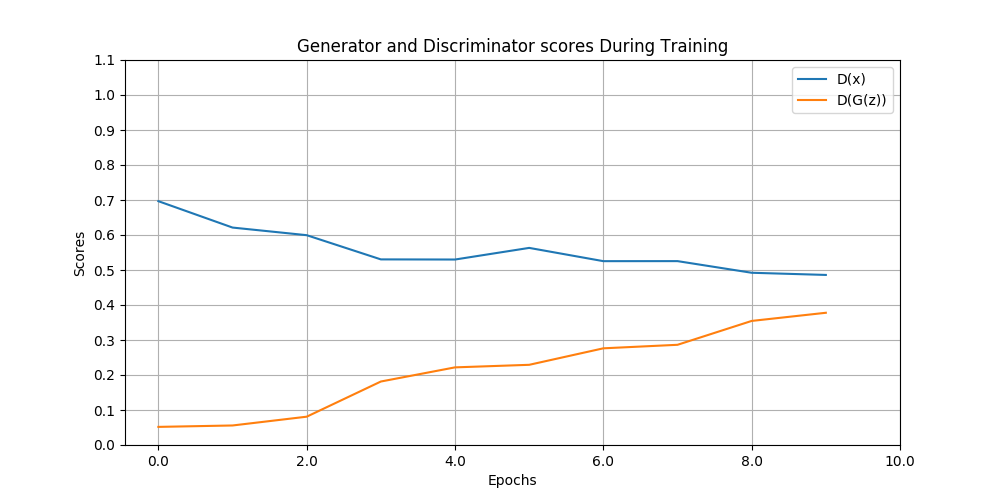 Generator and Discriminator scores During Training
1.1
1.0
0.9
0.8
0.7
0.6
0.5
0.4
0.3
0.2
0.1
0.0
Scores
D(x)
D(G(z))
0.0 2.0 4.0 6.0 8.0 10.0
Epochs